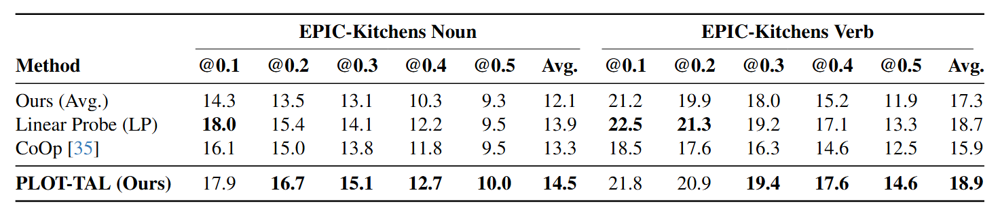 EPIC-Kitchens Noun EPIC-Kitchens Verb
Method @0.1 @0.2 @0.3 @0.4 @0.5 Avg. @0.1 @0.2 @0.3 @0.4 @0.5 Avg.
Ours (Avg.) 14.3 13.5 13.1 10.3 9.3 12.1 21.2 19.9 18.0 15.2 11.9 17.3
Linear Probe (LP) 18.0 15.4 14.1 12.2 9.5 13.9 22.5 21.3 19.2 17.1 13.3 18.7
CoOp [35] 16.1 15.0 13.8 11.8 9.5 13.3 18.5 17.6 16.3 14.6 12.5 15.9
PLOT-TAL (Ours) 17.9 16.7 15.1 12.7 10.0 14.5 21.8 20.9 19.4 17.6 14.6 18.9